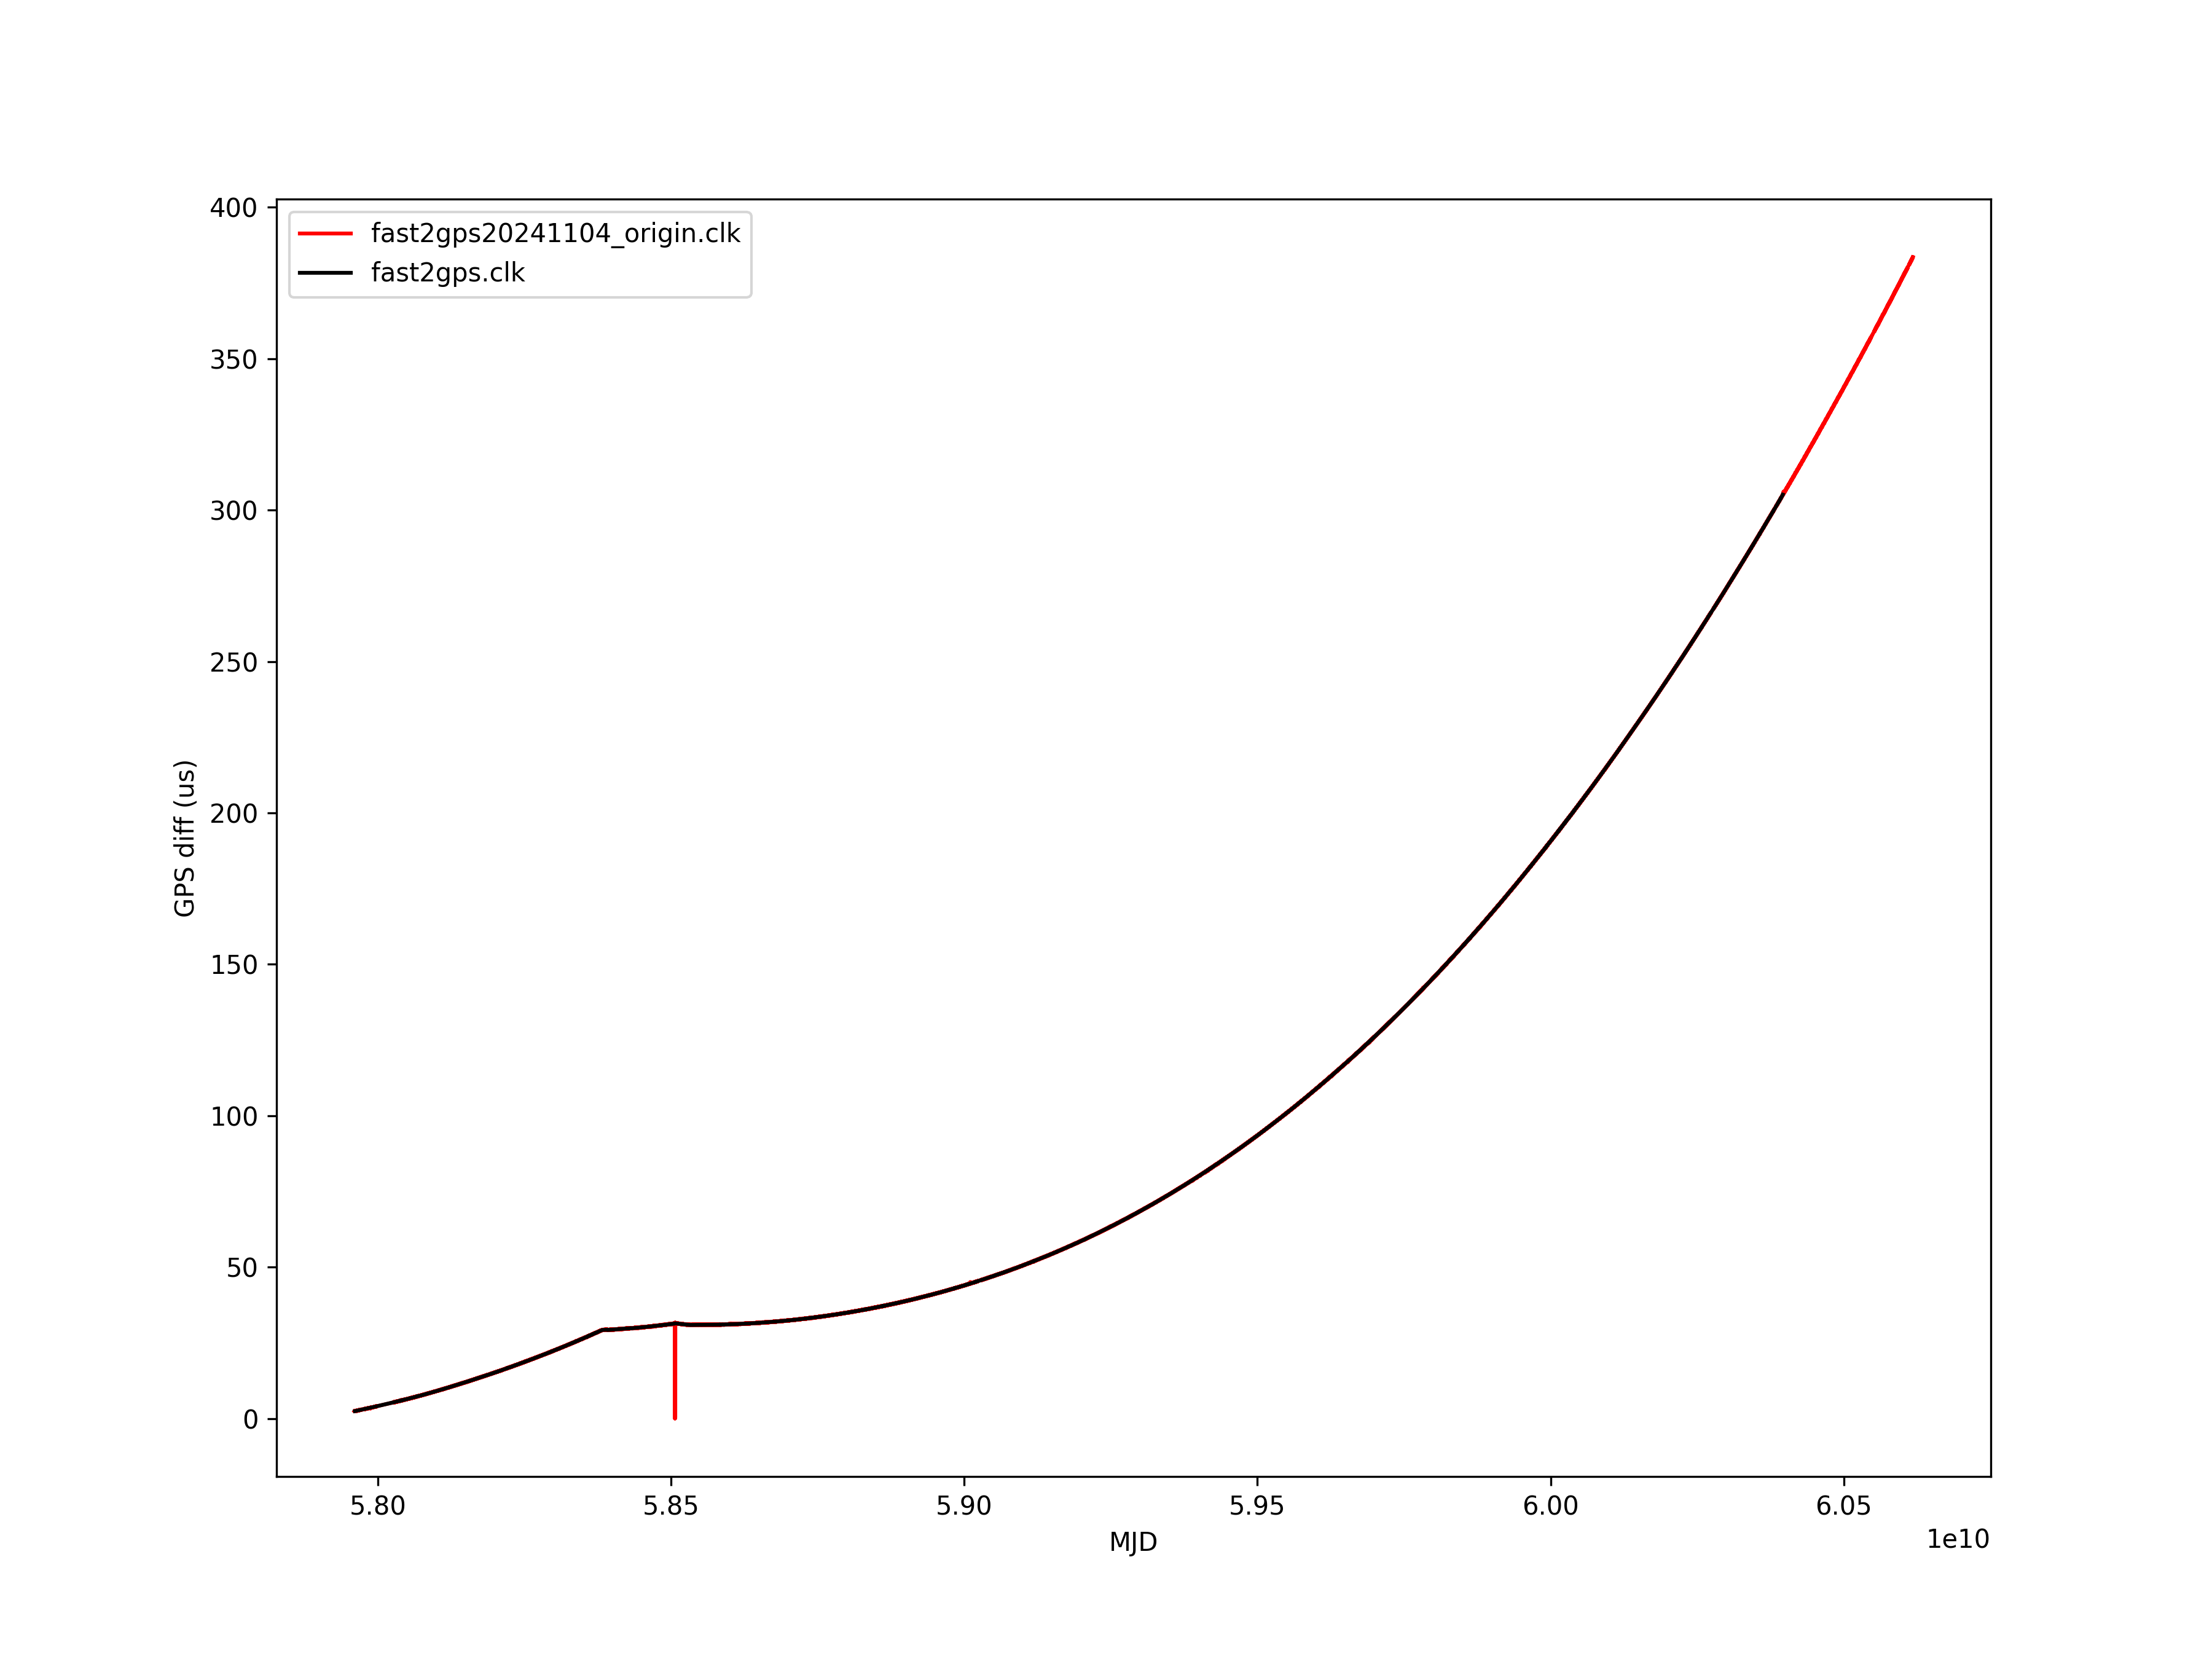 fast2gps20241104_origin.clk
fast2gps.clk
GPS diff (us)
400
350
300
250
200
150
100
50
0
5.80 5.85 5.90 5.95 6.00 6.05
1e10
MJD